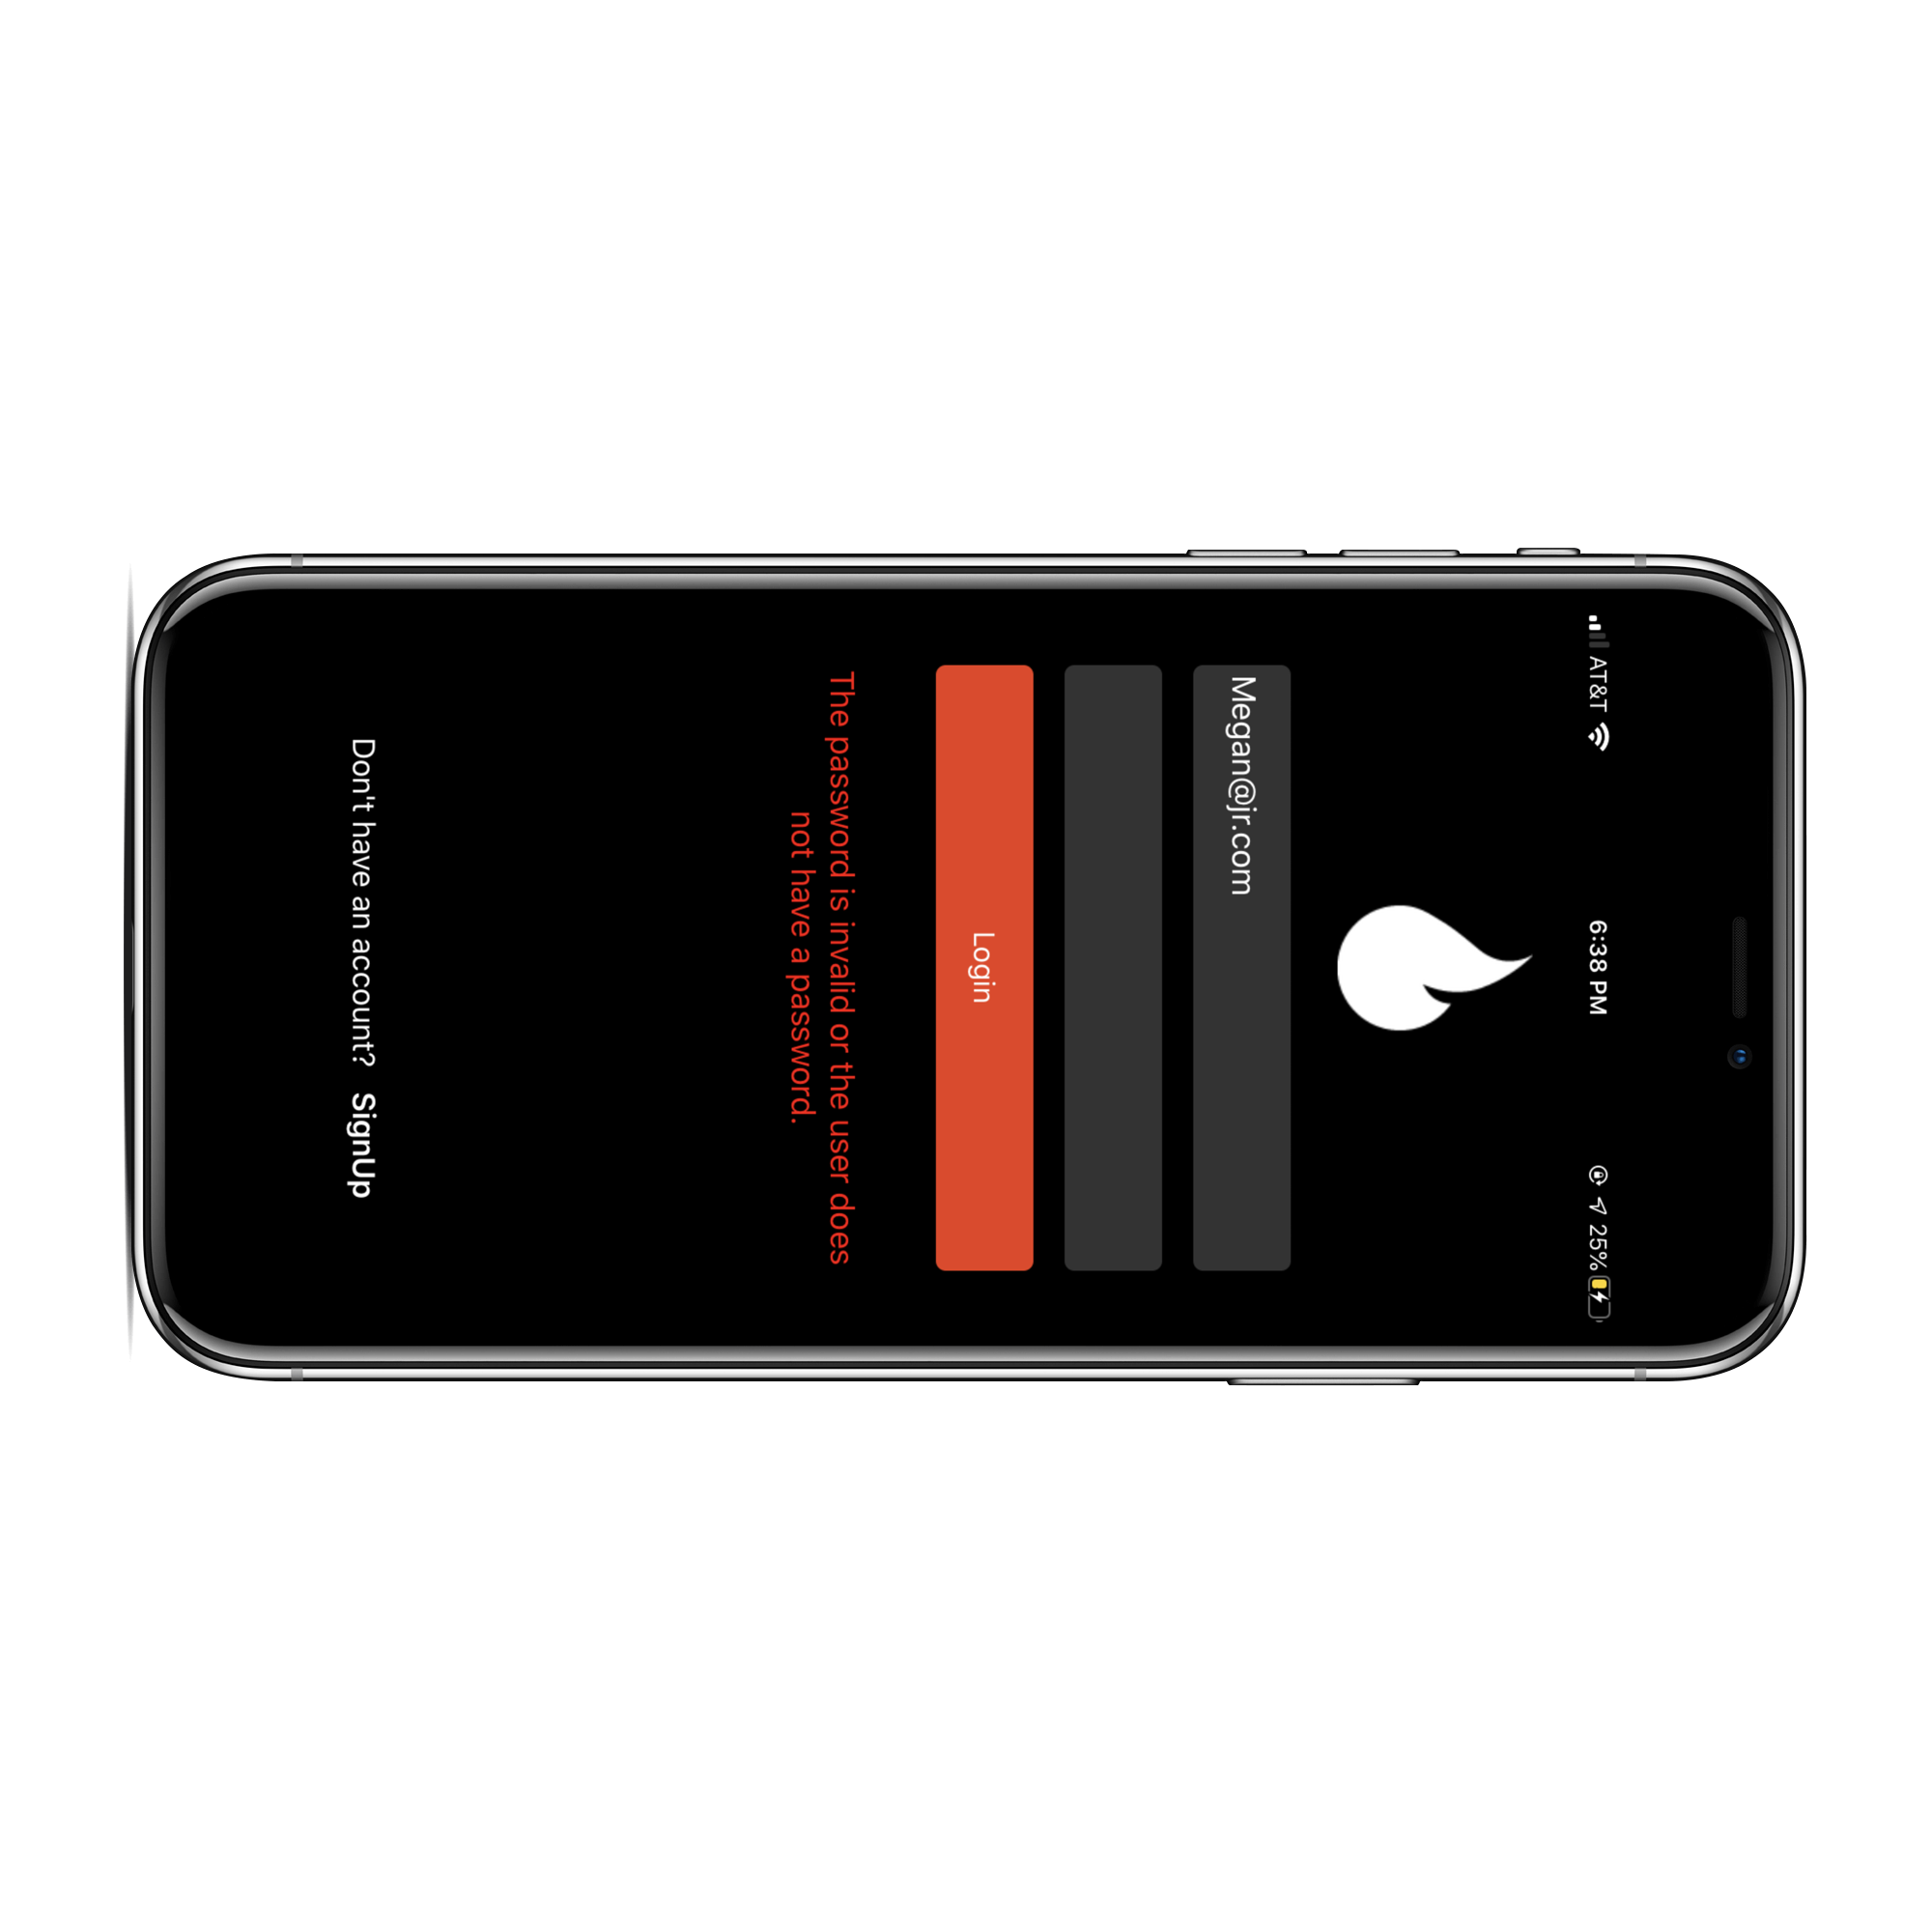 AT&T 6:38 PM 25%
Megan@jr.com
Login
The password is invalid or the user does
not have a password.
Don't have an account? SignUp